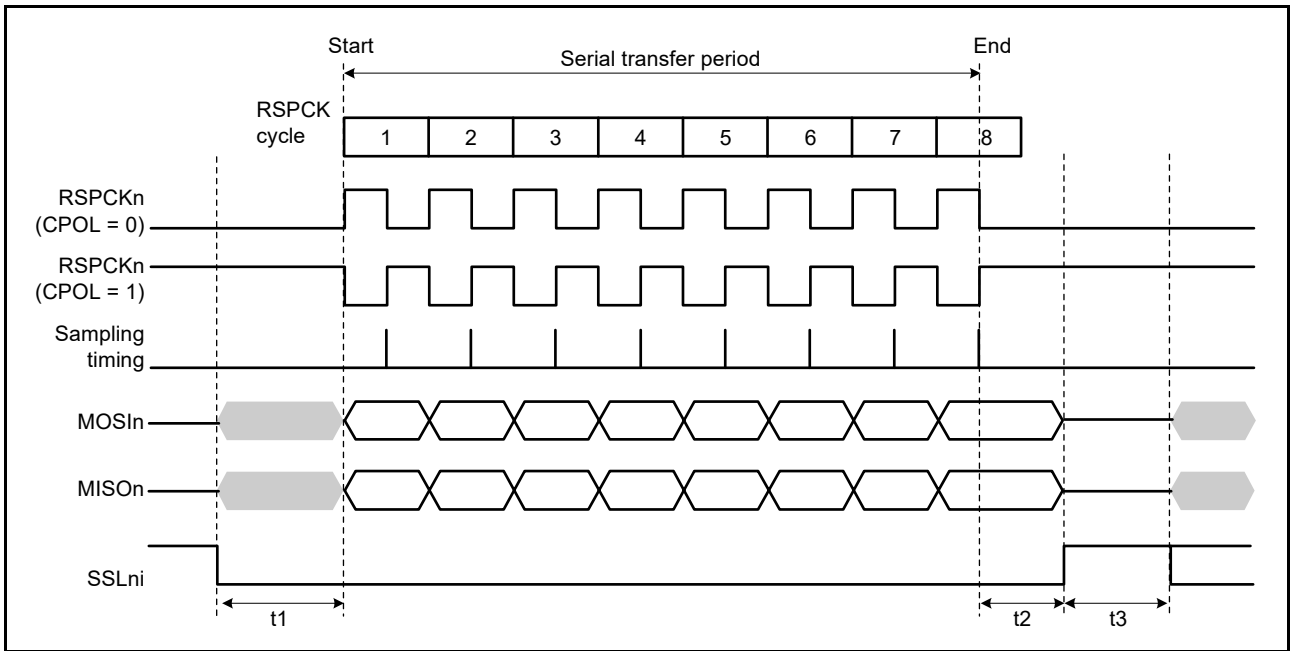 Start
End
Serial transfer period
RSPCK
cycle
1 2 3 4 5 6 7 8
RSPCKn
(CPOL = 0)
RSPCKn
(CPOL = 1)
Sampling
timing
MOSIn
MISOn
SSLni
t1
t2
t3